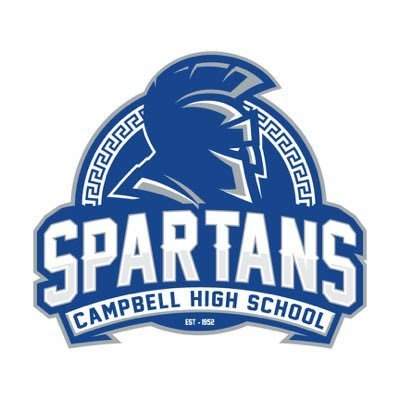 SPARTANS
CAMPBELL HIGH SCHOOL
EST - 1952